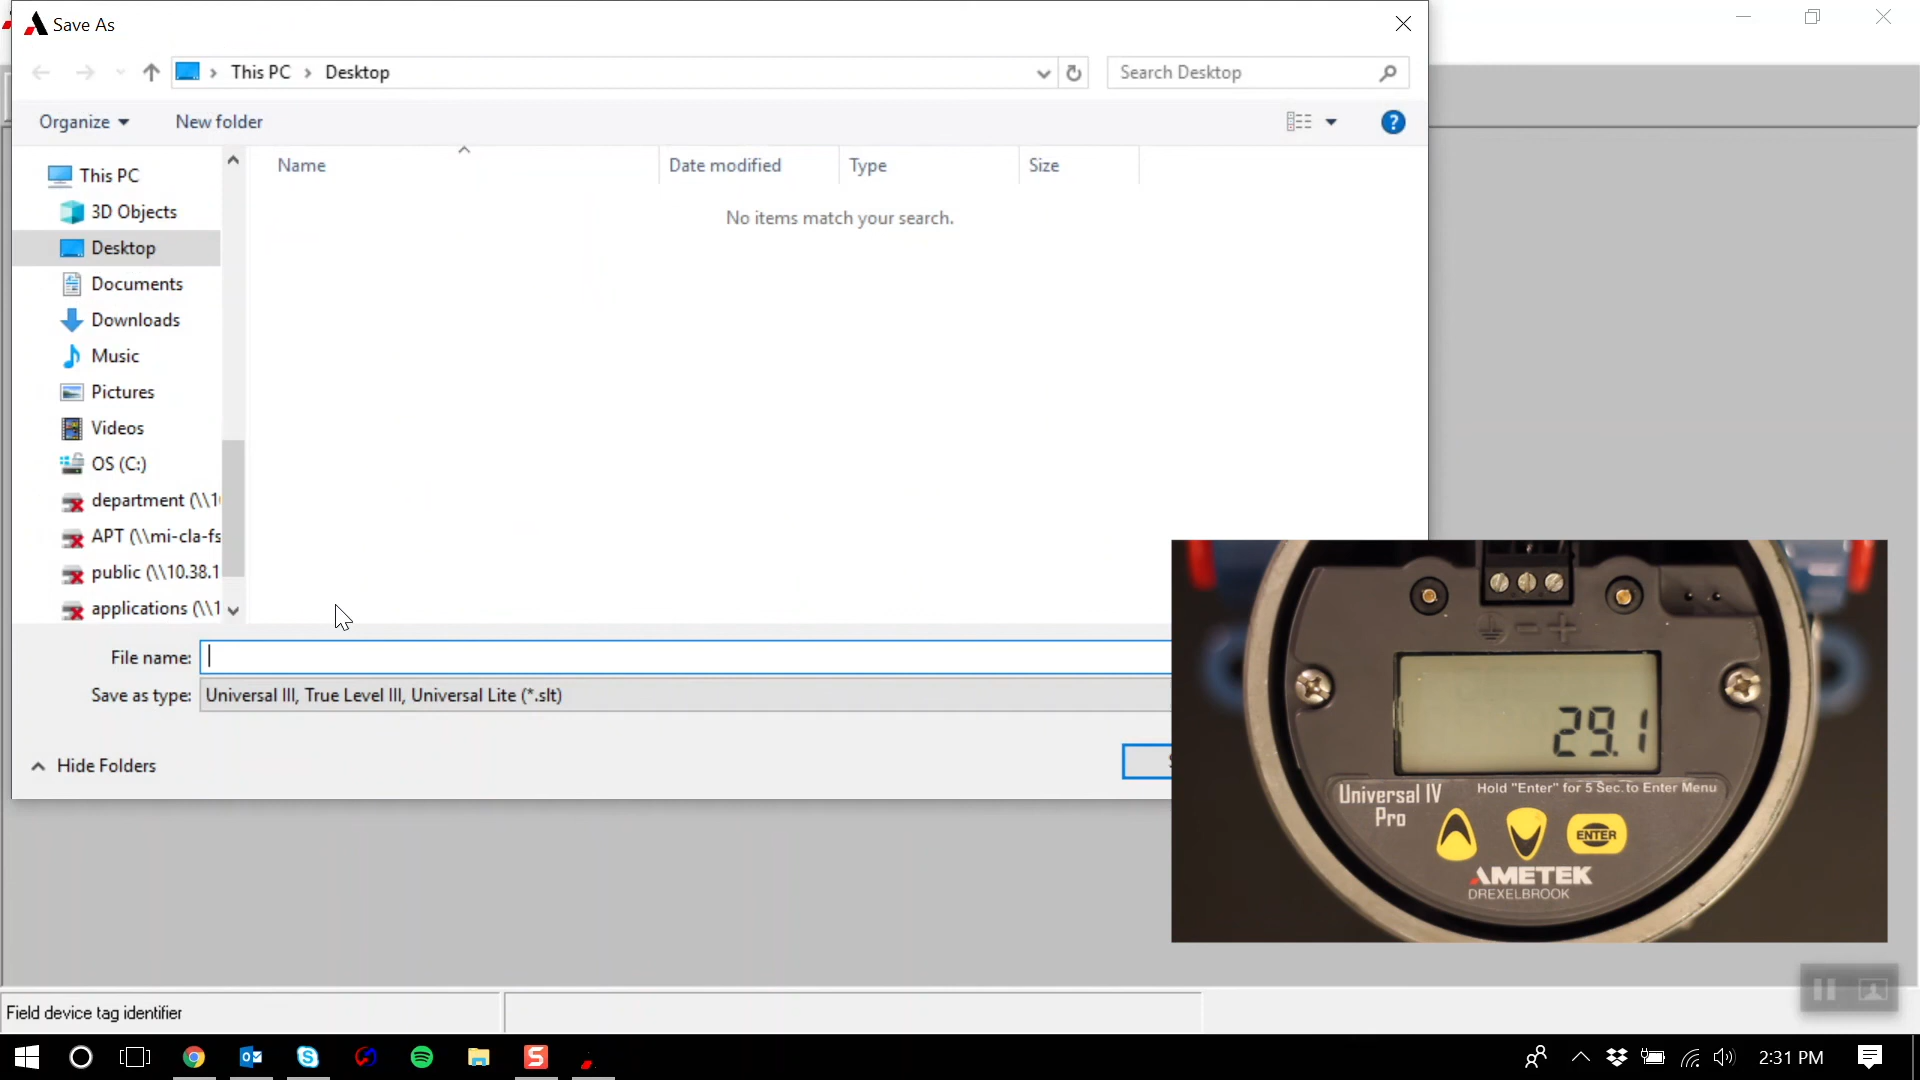 Save As
This PC > Desktop
Search Desktop
Organize
New folder
?
Name
Date modified
Type
Size
No items match your search.
This PC
3D Objects
Desktop
Documents
Downloads
Music
Pictures
Videos
OS (C:)
department (\\1
APT (\\mi-cla-fs
public (\\10.38.1
applications (\\1
File name:
Save as type:
Universal III, True Level III, Universal Lite (*.slt)
Hide Folders
29.1
Universal IV
Pro
Hold "Enter" for 5 Sec. to Enter Menu
ENTER
AMETEK
DREXELBROOK
Field device tag identifier
2:31 PM